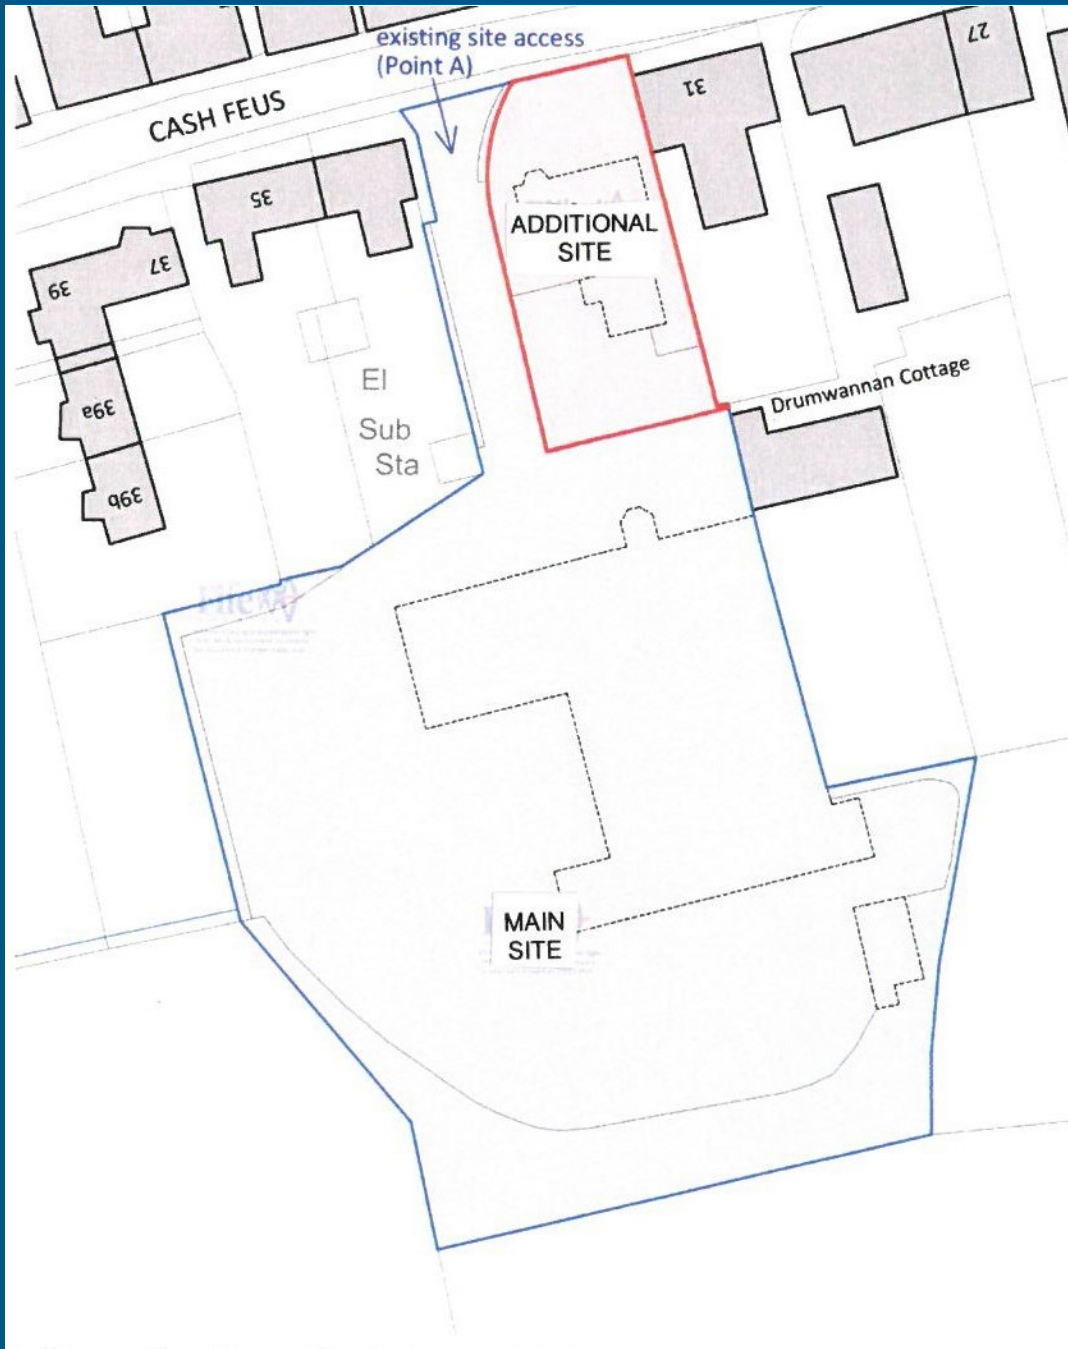 existing site access
(Point A)
27
31
CASH FEUS
ADDITIONAL
SITE
35
37
39
El
Sub
Sta
39a
39b
Drumwannan Cottage
Fife
MAIN
SITE